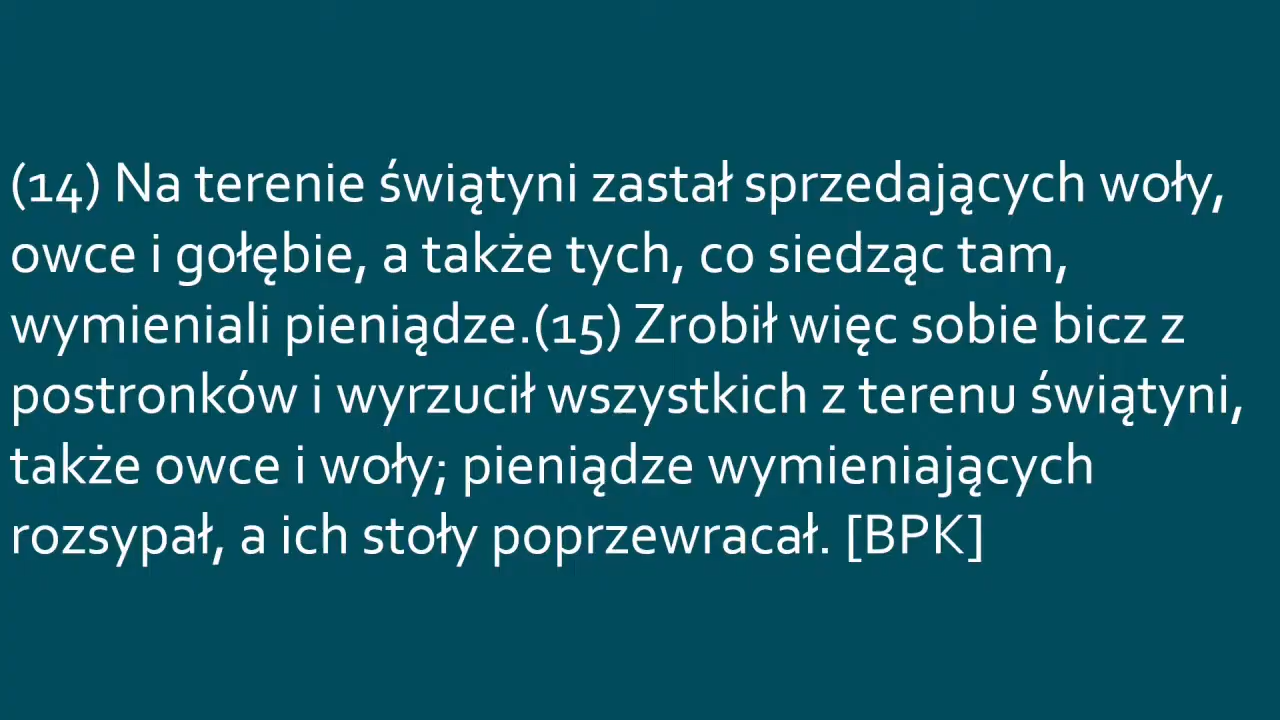 (14) Na terenie świątyni zastał sprzedających woły,
owce i gołębie, a także tych, co siedząc tam,
wymieniali pieniądze.(15) Zrobił więc sobie bicz z
postronków i wyrzucił wszystkich z terenu świątyni,
także owce i woły; pieniądze wymieniających
rozsypał, a ich stoły poprzewracał. [BPK]